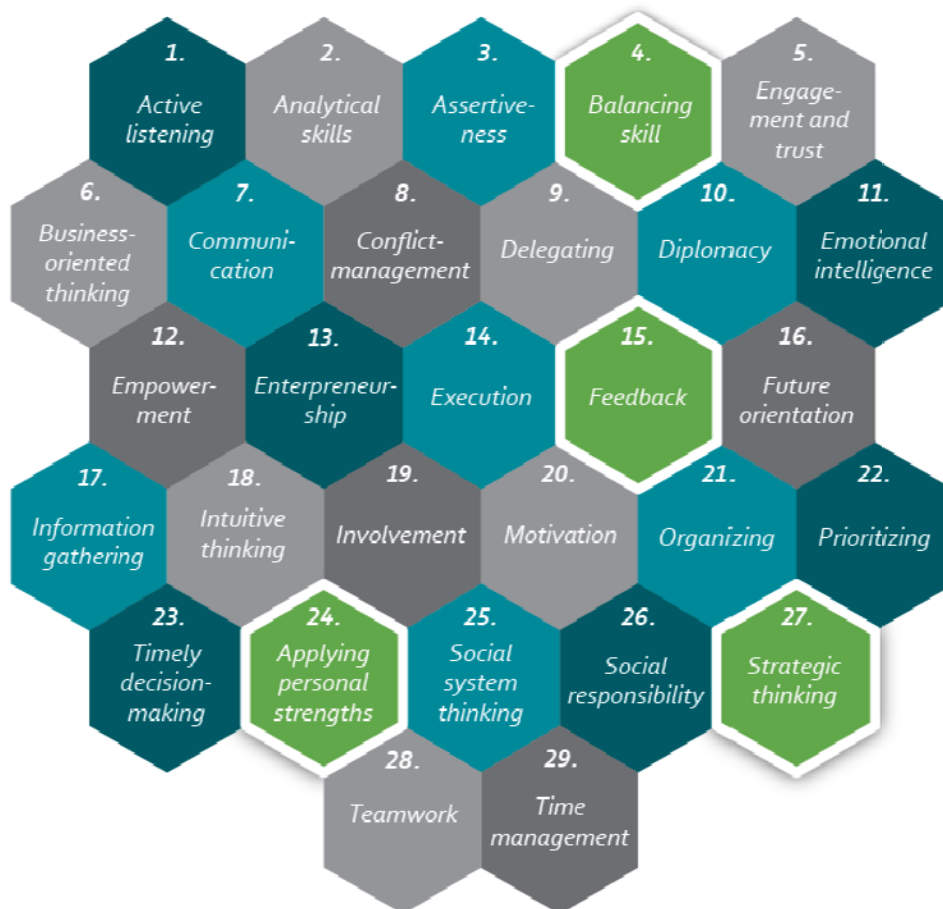 1.
Active
listening
2.
Analytical
skills
3.
Assertive-
ness
4.
Balancing
skill
5.
Engage-
ment and
trust
6.
Business-
oriented
thinking
7.
Communi-
cation
8.
Conflict-
management
9.
Delegating
10.
Diplomacy
11.
Emotional
intelligence
12.
Empower-
ment
13.
Enterpreneur-
ship
14.
Execution
15.
Feedback
16.
Future
orientation
17.
Information
gathering
18.
Intuitive
thinking
19.
Involvement
20.
Motivation
21.
Organizing
22.
Prioritizing
23.
Timely
decision-
making
24.
Applying
personal
strengths
25.
Social
system
thinking
26.
Social
responsibility
27.
Strategic
thinking
28.
Teamwork
29.
Time
management